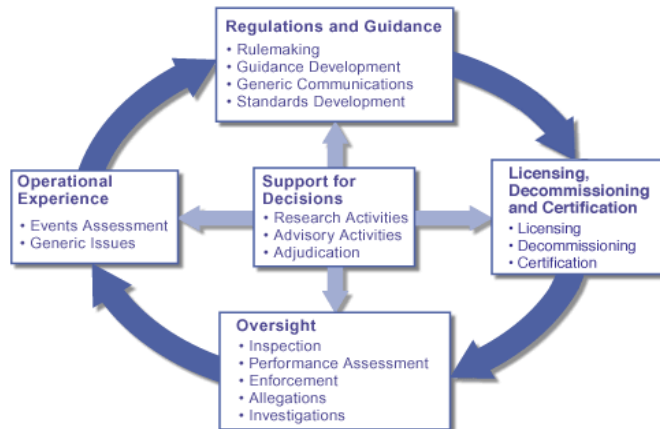 Regulations and Guidance
• Rulemaking
• Guidance Development
• Generic Communications
• Standards Development
Operational
Experience
• Events Assessment
• Generic Issues
Support for
Decisions
• Research Activities
• Advisory Activities
• Adjudication
Licensing,
Decommissioning
and Certification
• Licensing
• Decommissioning
• Certification
Oversight
• Inspection
• Performance Assessment
• Enforcement
• Allegations
• Investigations